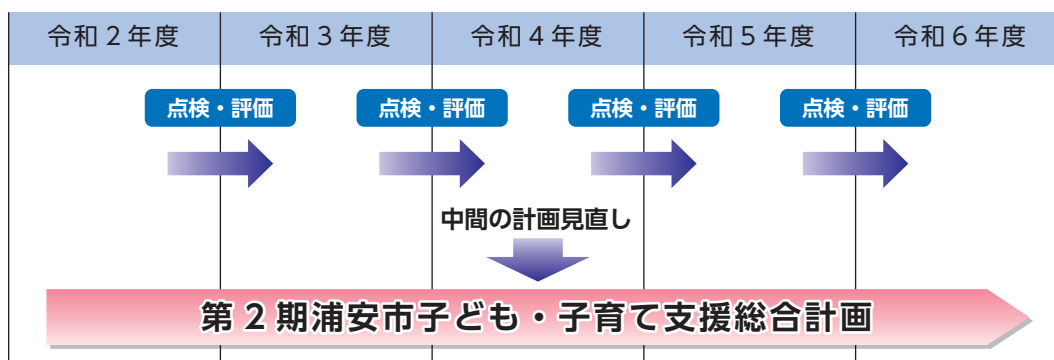 令和2年度 令和3年度 令和4年度 令和5年度 令和6年度
点検・評価 点検・評価 点検・評価 点検・評価
中間の計画見直し
第2期浦安市子ども・子育て支援総合計画